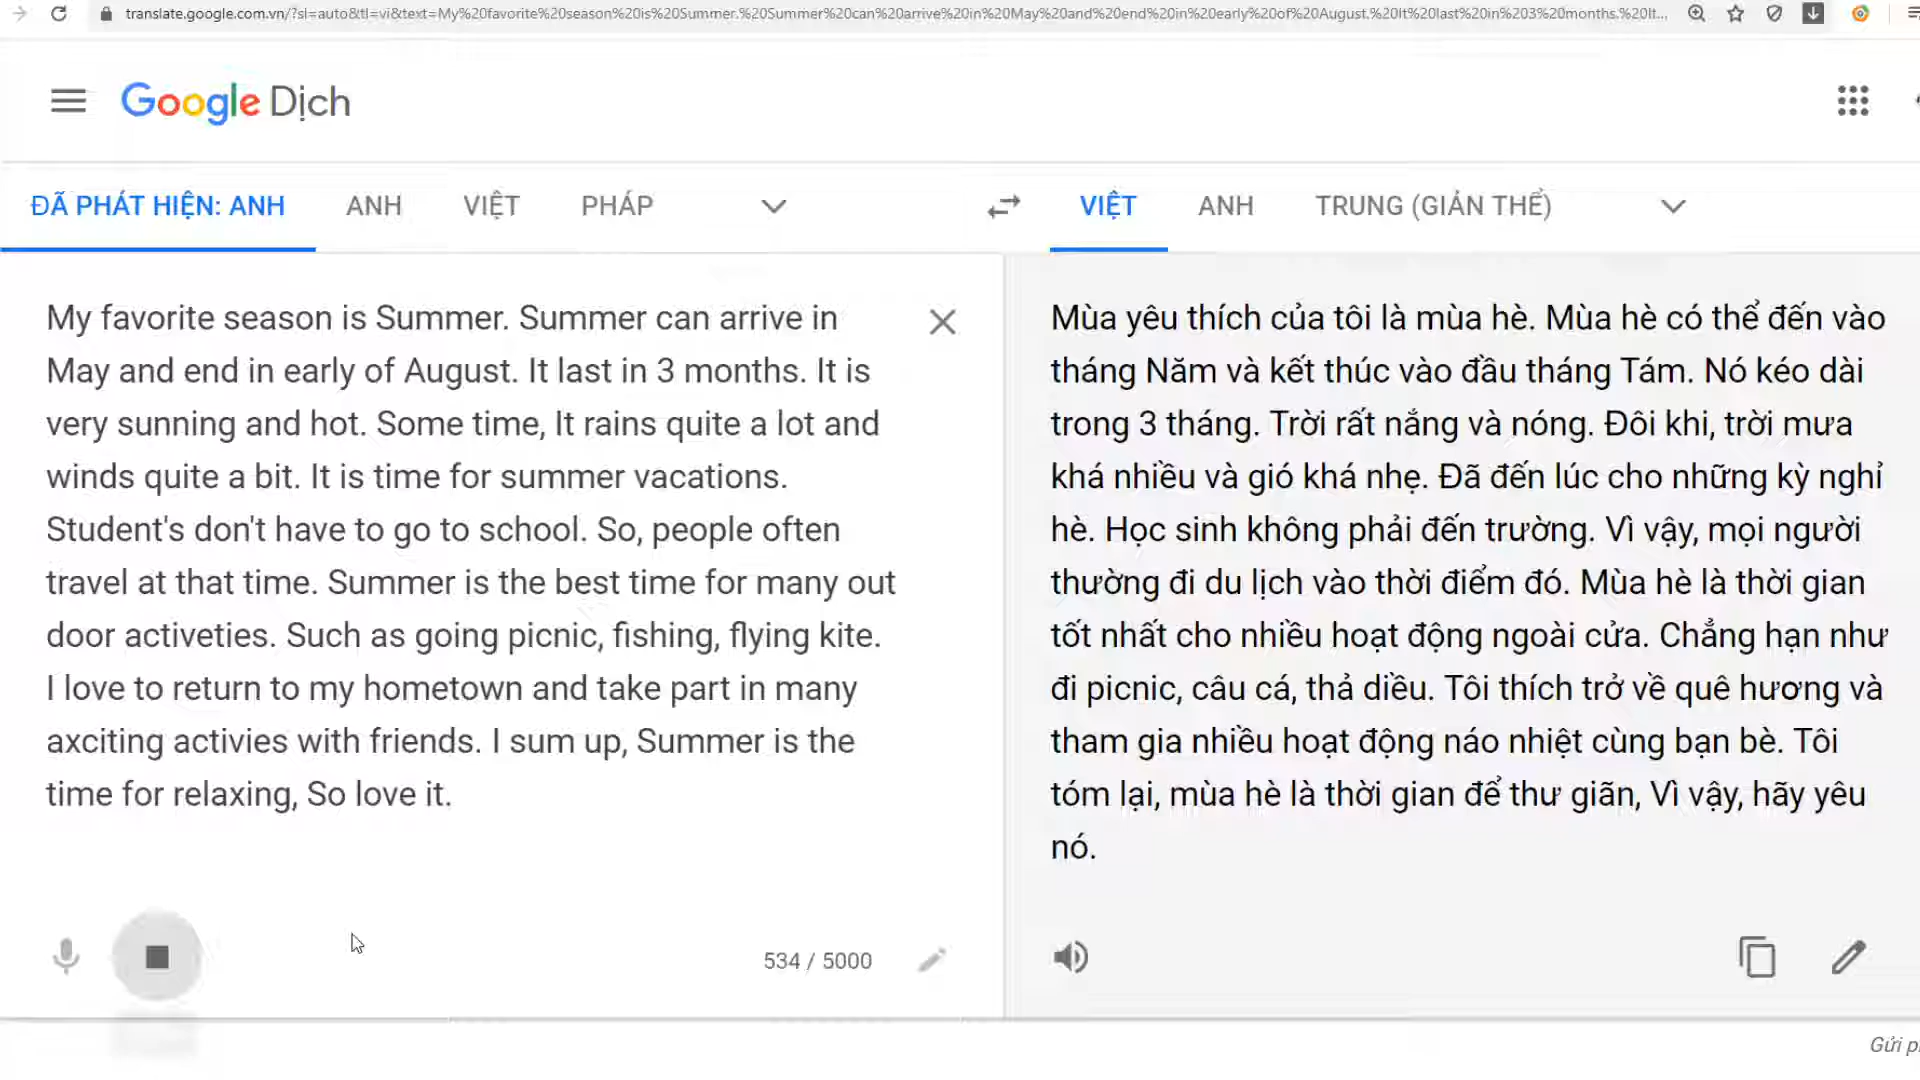 translate.google.com.vn/?sl=auto&tl=vi&text=My%20favorite%20season%20is%20Summer.%20Summer%20can%20arrive%20in%20May%20and%20end%20in%20early%20of%20August.%20It%20last%20in%203%20months.%20It...
Google Dịch
ĐÃ PHÁT HIỆN: ANH ANH VIỆT PHÁP VIỆT ANH TRUNG (GIẢN THỂ)
My favorite season is Summer. Summer can arrive in
May and end in early of August. It last in 3 months. It is
very sunning and hot. Some time, It rains quite a lot and
winds quite a bit. It is time for summer vacations.
Student's don't have to go to school. So, people often
travel at that time. Summer is the best time for many out
door activeties. Such as going picnic, fishing, flying kite.
I love to return to my hometown and take part in many
axciting activies with friends. I sum up, Summer is the
time for relaxing, So love it.
534 / 5000
Mùa yêu thích của tôi là mùa hè. Mùa hè có thể đến vào
tháng Năm và kết thúc vào đầu tháng Tám. Nó kéo dài
trong 3 tháng. Trời rất nắng và nóng. Đôi khi, trời mưa
khá nhiều và gió khá nhẹ. Đã đến lúc cho những kỳ nghỉ
hè. Học sinh không phải đến trường. Vì vậy, mọi người
thường đi du lịch vào thời điểm đó. Mùa hè là thời gian
tốt nhất cho nhiều hoạt động ngoài cửa. Chẳng hạn như
đi picnic, câu cá, thả diều. Tôi thích trở về quê hương và
tham gia nhiều hoạt động náo nhiệt cùng bạn bè. Tôi
tóm lại, mùa hè là thời gian để thư giãn, Vì vậy, hãy yêu
nó.
Gửi p